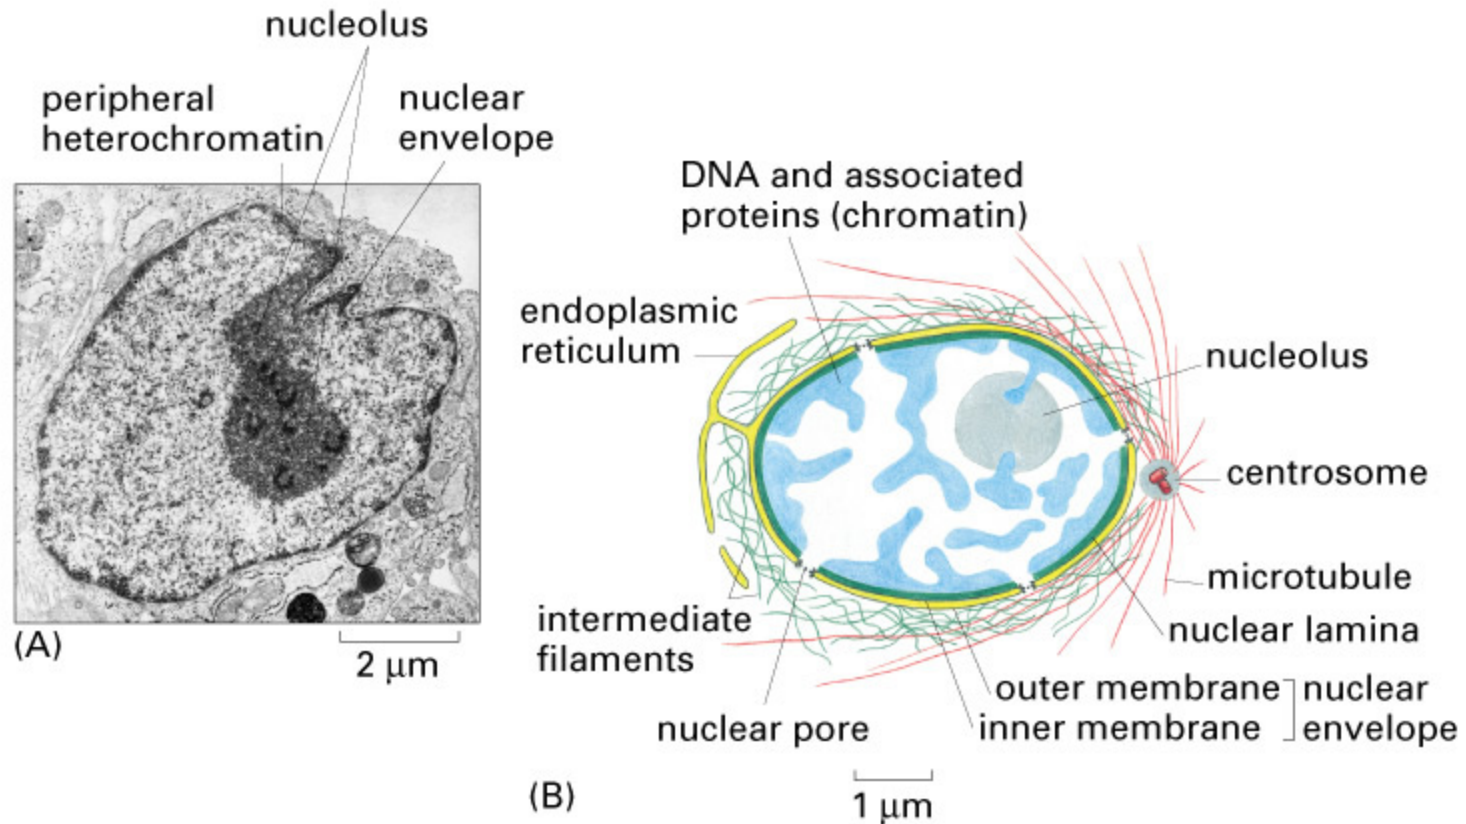 nucleolus
peripheral
heterochromatin
nuclear
envelope
(A)
2 μm
DNA and associated
proteins (chromatin)
endoplasmic
reticulum
nucleolus
centrosome
microtubule
nuclear lamina
intermediate
filaments
outer membrane
inner membrane
nuclear
envelope
nuclear pore
(B)
1 μm